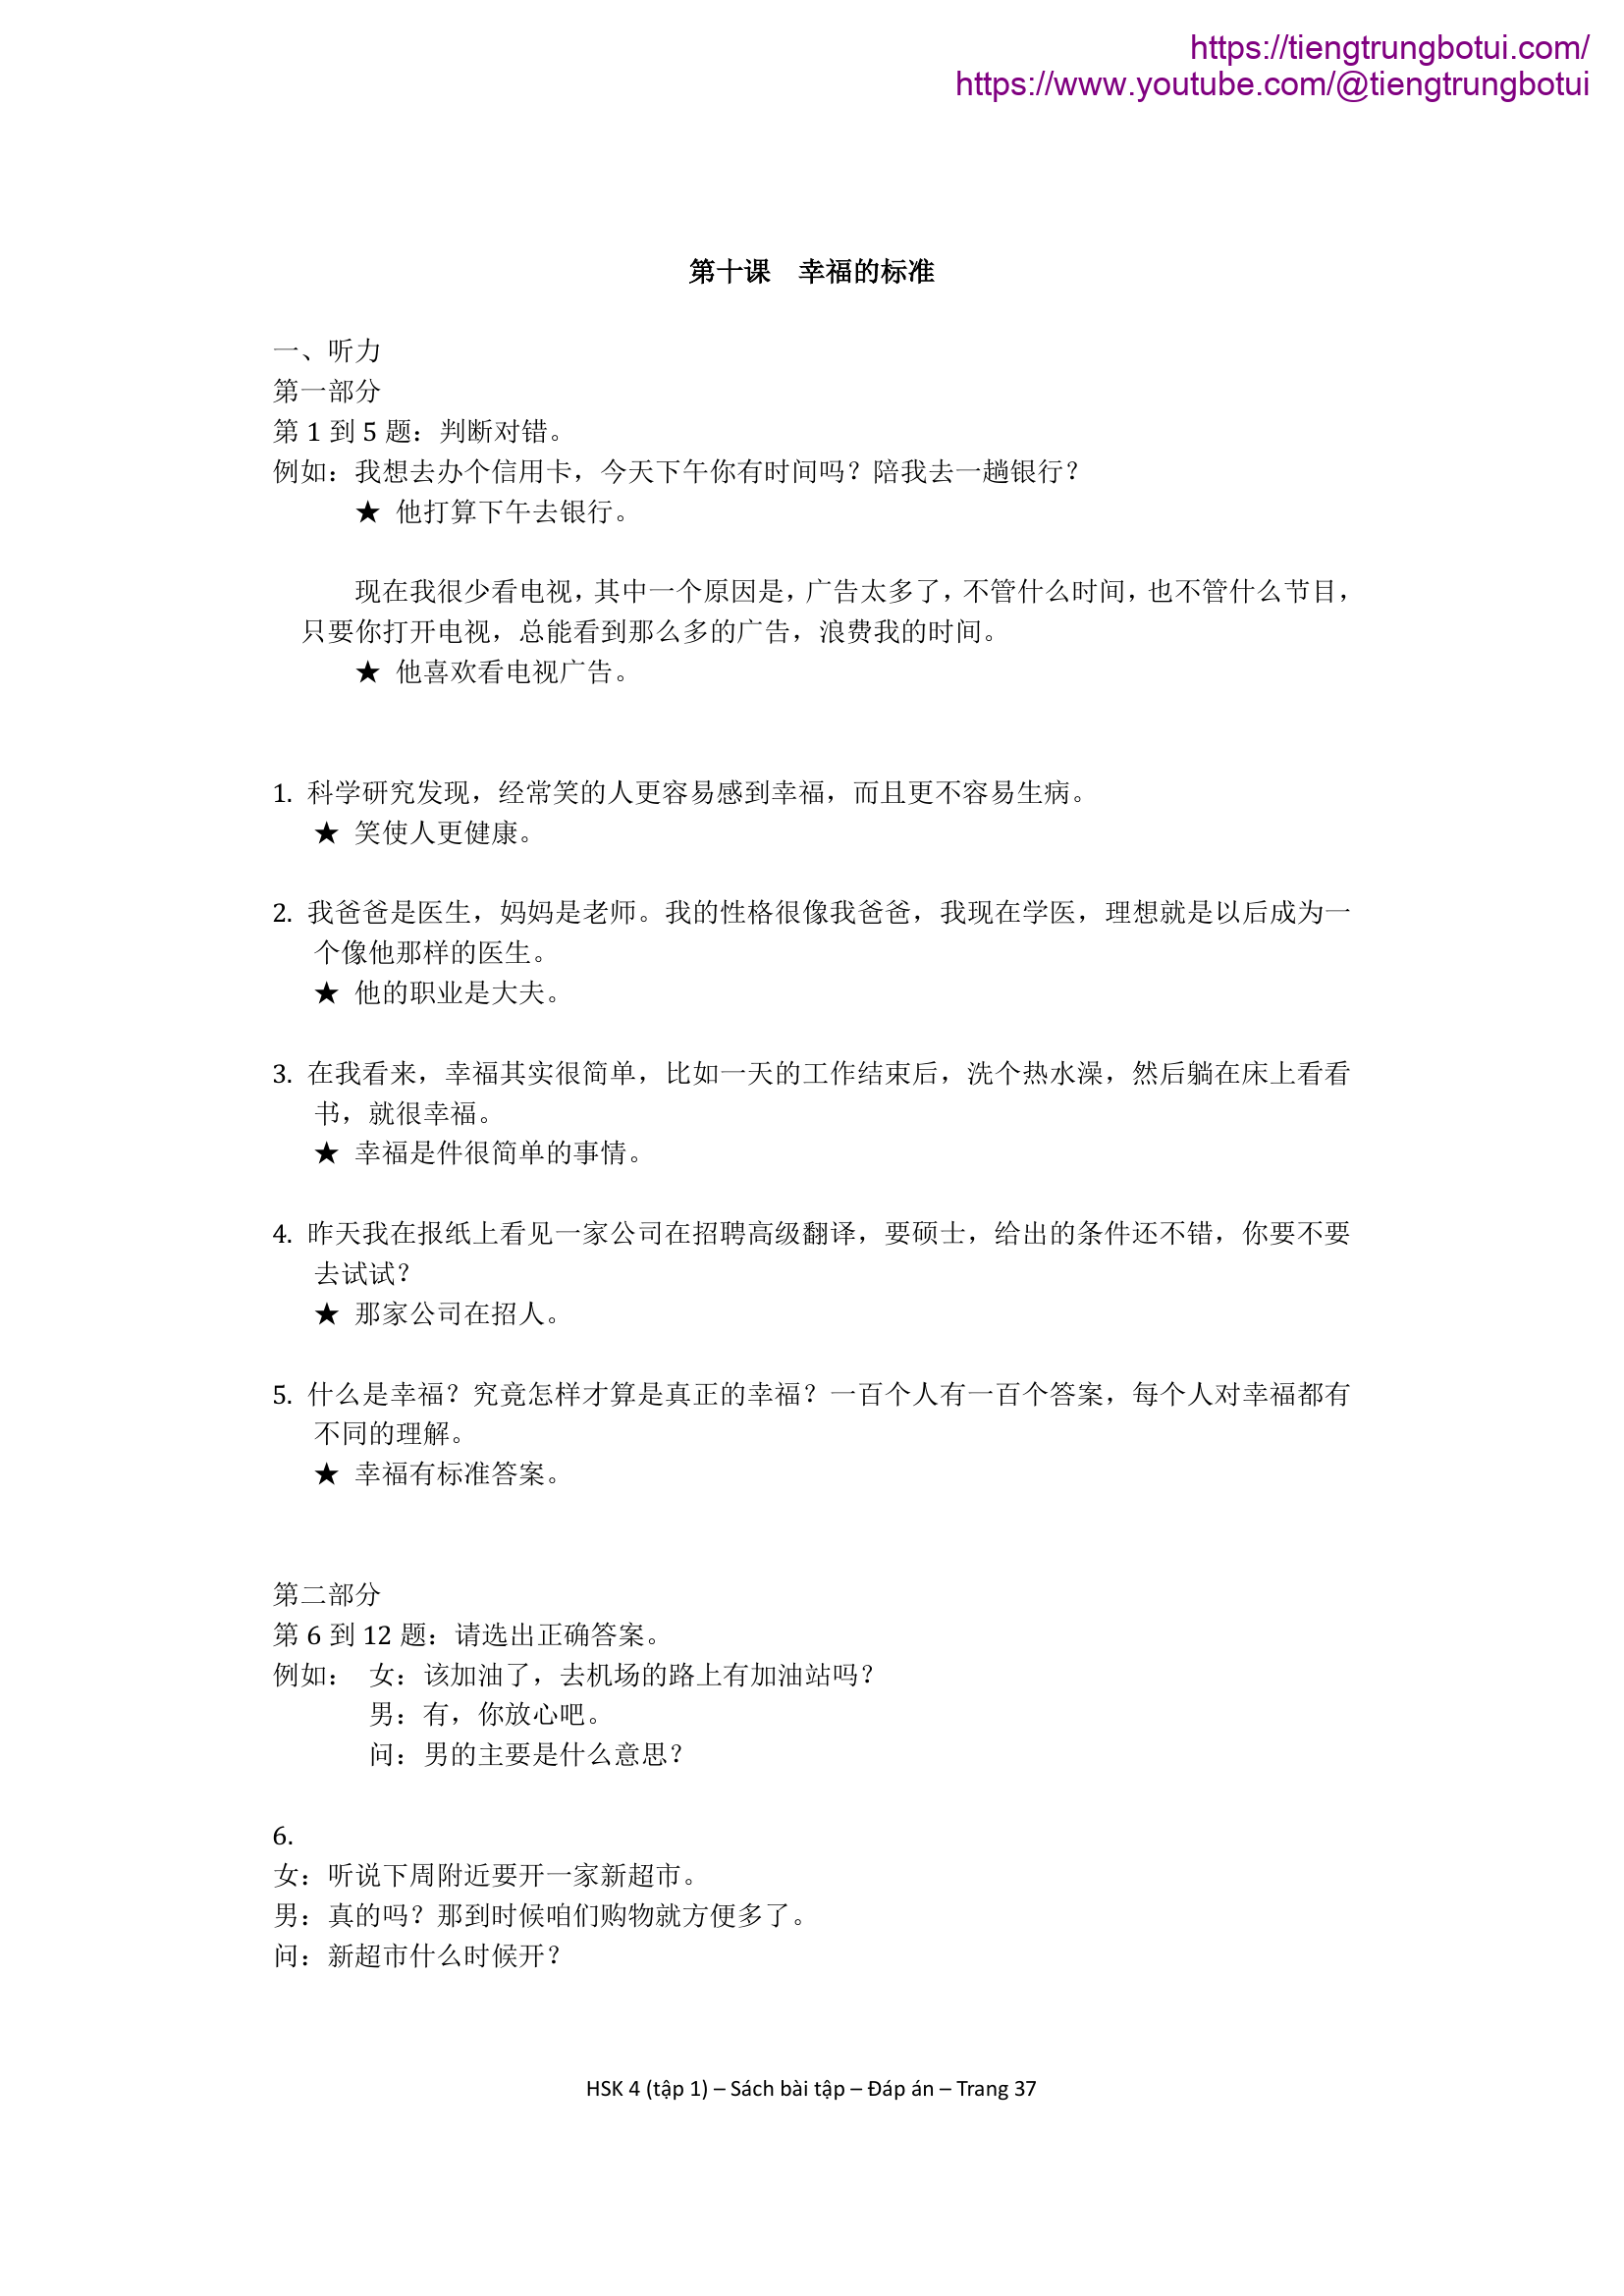 https://tiengtrungbotui.com/
https://www.youtube.com/@tiengtrungbotui
第十课　幸福的标准
一、听力
第一部分
第 1 到 5 题：判断对错。
例如：我想去办个信用卡，今天下午你有时间吗？陪我去一趟银行？
★ 他打算下午去银行。
现在我很少看电视，其中一个原因是，广告太多了，不管什么时间，也不管什么节目，
只要你打开电视，总能看到那么多的广告，浪费我的时间。
★ 他喜欢看电视广告。
1. 科学研究发现，经常笑的人更容易感到幸福，而且更不容易生病。
★ 笑使人更健康。
2. 我爸爸是医生，妈妈是老师。我的性格很像我爸爸，我现在学医，理想就是以后成为一
个像他那样的医生。
★ 他的职业是大夫。
3. 在我看来，幸福其实很简单，比如一天的工作结束后，洗个热水澡，然后躺在床上看看
书，就很幸福。
★ 幸福是件很简单的事情。
4. 昨天我在报纸上看见一家公司在招聘高级翻译，要硕士，给出的条件还不错，你要不要
去试试？
★ 那家公司在招人。
5. 什么是幸福？究竟怎样才算是真正的幸福？一百个人有一百个答案，每个人对幸福都有
不同的理解。
★ 幸福有标准答案。
第二部分
第 6 到 12 题：请选出正确答案。
例如： 女：该加油了，去机场的路上有加油站吗？
男：有，你放心吧。
问：男的主要是什么意思？
6.
女：听说下周附近要开一家新超市。
男：真的吗？那到时候咱们购物就方便多了。
问：新超市什么时候开？
HSK 4 (tập 1) – Sách bài tập – Đáp án – Trang 37